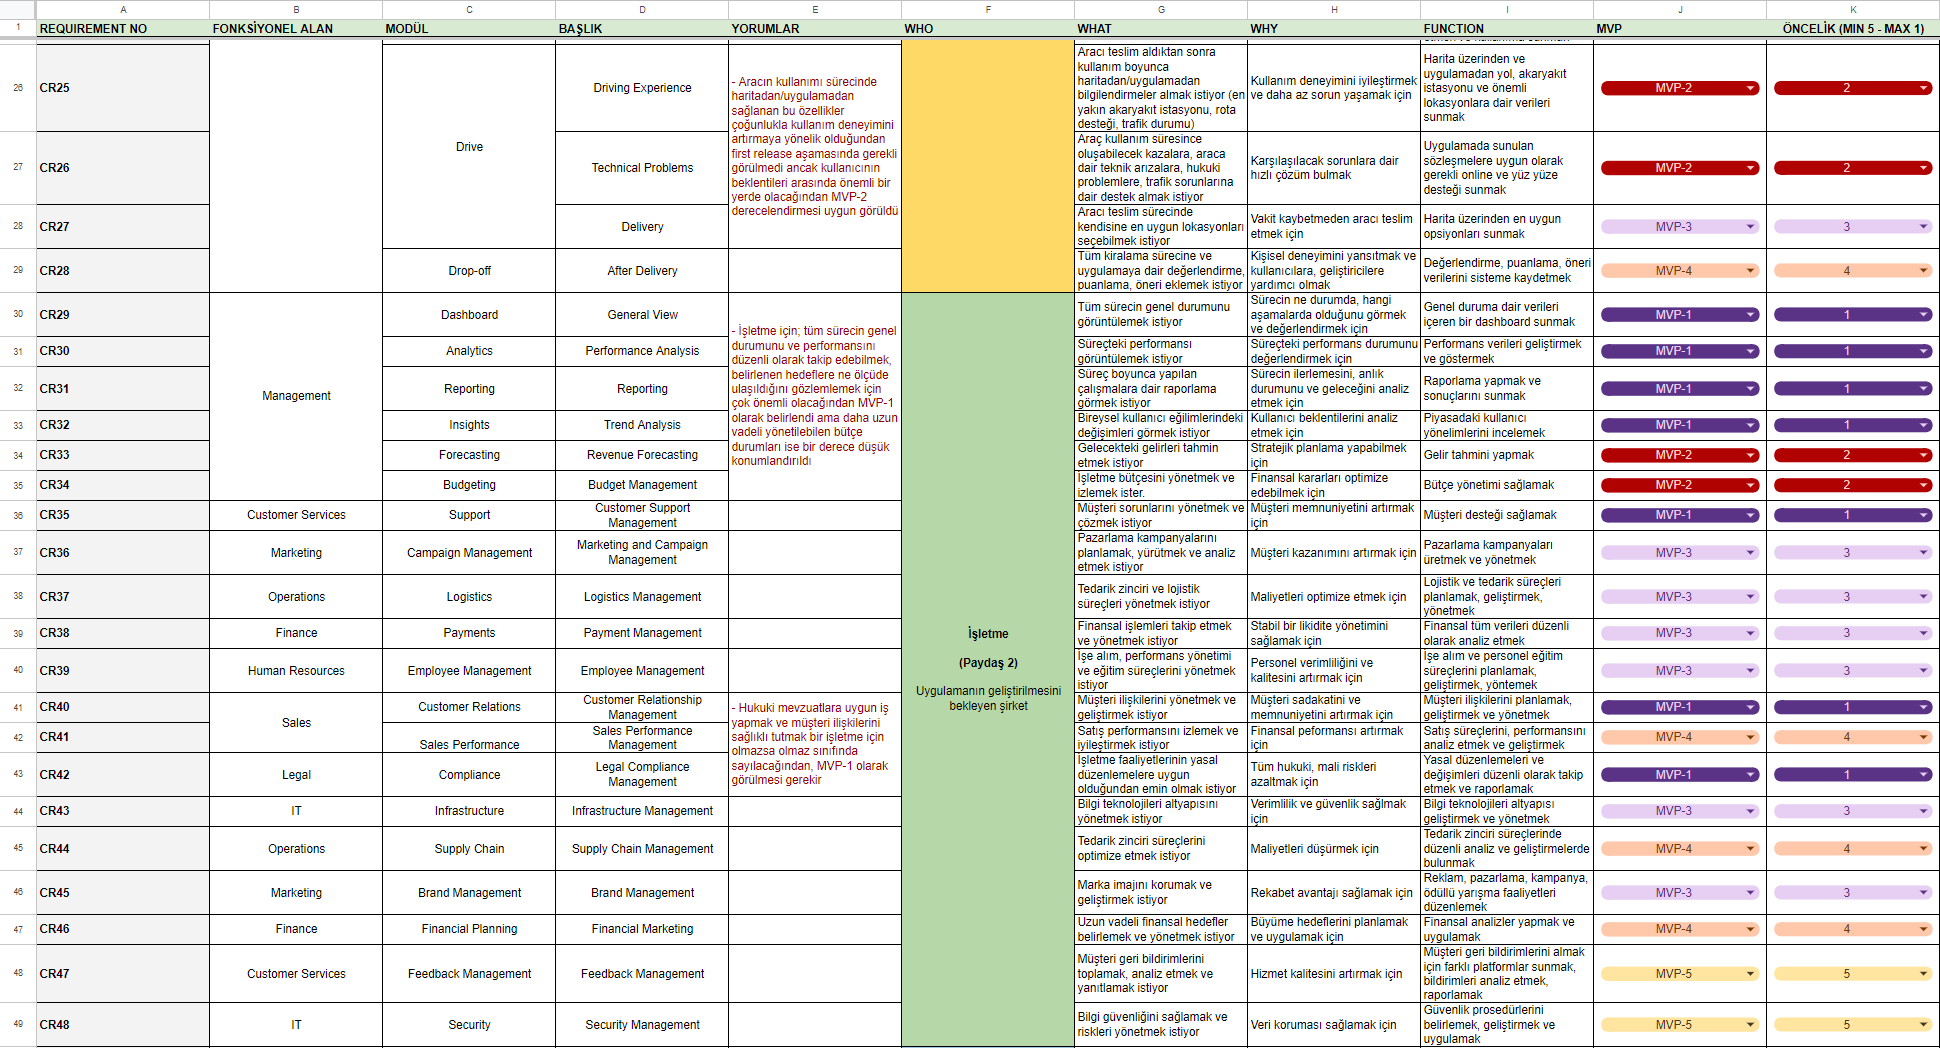 A B C D E F G H I J K
1 REQUIREMENT NO FONKSİYONEL ALAN MODÜL BAŞLIK YORUMLAR WHO WHAT WHY FUNCTION MVP ÖNCELİK (MIN 5 - MAX 1)
26
CR25
Drive
Driving Experience
- Aracın kullanımı sürecinde
haritadan/uygulamadan
sağlanan bu özellikler
çoğunlukla kullanım deneyimini
artırmaya yönelik olduğundan
first release aşamasında gerekli
görülmedi ancak kullanıcının
beklentileri arasında önemli bir
yerde olacağından MVP-2
derecelendirmesi uygun görüldü
Aracı teslim aldıktan sonra
kullanım boyunca
haritadan/uygulamadan
bilgilendirmeler almak istiyor (en
yakın akaryakıt istasyonu, rota
desteği, trafik durumu)
Kullanım deneyimini iyileştirmek
ve daha az sorun yaşamak için
Harita üzerinden ve
uygulamadan yol, akaryakıt
istasyonu ve önemli
lokasyonlara dair verileri
sunmak
MVP-2
2
27
CR26
Technical Problems
Araç kullanım süresince
oluşabilecek kazalara, araca
dair teknik arızalara, hukuki
problemlere, trafik sorunlarına
dair destek almak istiyor
Karşılaşılacak sorunlara dair
hızlı çözüm bulmak
Uygulamada sunulan
sözleşmelere uygun olarak
gerekli online ve yüz yüze
desteği sunmak
MVP-2
2
28
CR27
Delivery
Aracı teslim sürecinde
kendisine en uygun lokasyonları
seçebilmek istiyor
Vakit kaybetmeden aracı teslim
etmek için
Harita üzerinden en uygun
opsiyonları sunmak
MVP-3
3
29
CR28
Drop-off
After Delivery
Tüm kiralama sürecine ve
uygulamaya dair değerlendirme,
puanlama, öneri eklemek istiyor
Kişisel deneyimini yansıtmak ve
kullanıcılara, geliştiricilere
yardımcı olmak
Değerlendirme, puanlama, öneri
verilerini sisteme kaydetmek
MVP-4
4
30
CR29
Management
Dashboard
General View
- İşletme için; tüm sürecin genel
durumunu ve performansını
düzenli olarak takip edebilmek,
belirlenen hedeflere ne ölçüde
ulaşıldığını gözlemlemek için
çok önemli olacağından MVP-1
olarak belirlendi ama daha uzun
vadeli yönetilebilen bütçe
durumları ise bir derece düşük
konumlandırıldı
İşletme
(Paydaş 2)
Uygulamanın geliştirilmesini
bekleyen şirket
Tüm sürecin genel durumunu
görüntülemek istiyor
Sürecin ne durumda, hangi
aşamalarda olduğunu görmek
ve değerlendirmek için
Genel duruma dair verileri
içeren bir dashboard sunmak
MVP-1
1
31
CR30
Analytics
Performance Analysis
Süreçteki performansı
görüntülemek istiyor
Süreçteki performans durumunu
değerlendirmek için
Performans verileri geliştirmek
ve göstermek
MVP-1
1
32
CR31
Reporting
Reporting
Süreç boyunca yapılan
çalışmalara dair raporlama
görmek istiyor
Sürecin ilerlemesini, anlık
durumunu ve geleceğini analiz
etmek için
Raporlama yapmak ve
sonuçlarını sunmak
MVP-1
1
33
CR32
Insights
Trend Analysis
Bireysel kullanıcı eğilimlerindeki
değişimleri görmek istiyor
Kullanıcı beklentilerini analiz
etmek için
Piyasadaki kullanıcı
yönelimlerini incelemek
MVP-1
1
34
CR33
Forecasting
Revenue Forecasting
Gelecekteki gelirleri tahmin
etmek istiyor
Stratejik planlama yapabilmek
için
Gelir tahmini yapmak
MVP-2
2
35
CR34
Budgeting
Budget Management
İşletme bütçesini yönetmek ve
izlemek ister.
Finansal kararları optimize
edebilmek için
Bütçe yönetimi sağlamak
MVP-2
2
36
CR35
Customer Services
Support
Customer Support
Management
Müşteri sorunlarını yönetmek ve
çözmek istiyor
Müşteri memnuniyetini artırmak
için
Müşteri desteği sağlamak
MVP-1
1
37
CR36
Marketing
Campaign Management
Marketing and Campaign
Management
Pazarlama kampanyalarını
planlamak, yürütmek ve analiz
etmek istiyor
Müşteri kazanımını artırmak için
Pazarlama kampanyaları
üretmek ve yönetmek
MVP-3
3
38
CR37
Operations
Logistics
Logistics Management
Tedarik zinciri ve lojistik
süreçleri yönetmek istiyor
Maliyetleri optimize etmek için
Lojistik ve tedarik süreçleri
planlamak, geliştirmek,
yönetmek
MVP-3
3
39
CR38
Finance
Payments
Payment Management
Finansal işlemleri takip etmek
ve yönetmek istiyor
Stabil bir likidite yönetimini
sağlamak için
Finansal tüm verileri düzenli
olarak analiz etmek
MVP-3
3
40
CR39
Human Resources
Employee Management
Employee Management
İşe alım, performans yönetimi
ve eğitim süreçlerini yönetmek
istiyor
Personel verimliliğini ve
kalitesini artırmak için
İşe alım ve personel eğitim
süreçlerini planlamak,
geliştirmek, yöntemek
MVP-3
3
41
CR40
Sales
Customer Relations
Customer Relationship
Management
- Hukuki mevzuatlara uygun iş
yapmak ve müşteri ilişkilerini
sağlıklı tutmak bir işletme için
olmazsa olmaz sınıfında
sayılacağından, MVP-1 olarak
görülmesi gerekir
Müşteri ilişkilerini yönetmek ve
geliştirmek istiyor
Müşteri sadakatini ve
memnuniyetini artırmak için
Müşteri ilişkilerini planlamak,
geliştirmek ve yönetmek
MVP-1
1
42
CR41
Sales Performance
Sales Performance
Management
Satış performansını izlemek ve
iyileştirmek istiyor
Finansal peformansı artırmak
için
Satış süreçlerini, performansını
analiz etmek ve geliştirmek
MVP-4
4
43
CR42
Legal
Compliance
Legal Compliance
Management
İşletme faaliyetlerinin yasal
düzenlemelere uygun
olduğundan emin olmak istiyor
Tüm hukuki, mali riskleri
azaltmak için
Yasal düzenlemeleri ve
değişimleri düzenli olarak takip
etmek ve raporlamak
MVP-1
1
44
CR43
IT
Infrastructure
Infrastructure Management
Bilgi teknolojileri altyapısını
yönetmek istiyor
Verimlilik ve güvenlik sağlmak
için
Bilgi teknolojileri altyapısı
geliştirmek ve yönetmek
MVP-3
3
45
CR44
Operations
Supply Chain
Supply Chain Management
Tedarik zinciri süreçlerini
optimize etmek istiyor
Maliyetleri düşürmek için
Tedarik zinciri süreçlerinde
düzenli analiz ve geliştirmelerde
bulunmak
MVP-4
4
46
CR45
Marketing
Brand Management
Brand Management
Marka imajını korumak ve
geliştirmek istiyor
Rekabet avantajı sağlamak için
Reklam, pazarlama, kampanya,
ödüllü yarışma faaliyetleri
düzenlemek
MVP-3
3
47
CR46
Finance
Financial Planning
Financial Marketing
Uzun vadeli finansal hedefler
belirlemek ve yönetmek istiyor
Büyüme hedeflerini planlamak
ve uygulamak için
Finansal analizler yapmak ve
uygulamak
MVP-4
4
48
CR47
Customer Services
Feedback Management
Feedback Management
Müşteri geri bildirimlerini
toplamak, analiz etmek ve
yanıtlamak istiyor
Hizmet kalitesini artırmak için
Müşteri geri bildirimlerini almak
için farklı platformlar sunmak,
bildirimleri analiz etmek,
raporlamak
MVP-5
5
49
CR48
IT
Security
Security Management
Bilgi güvenliğini sağlamak ve
riskleri yönetmek istiyor
Veri koruması sağlamak için
Güvenlik prosedürlerini
belirlemek, geliştirmek ve
uygulamak
MVP-5
5